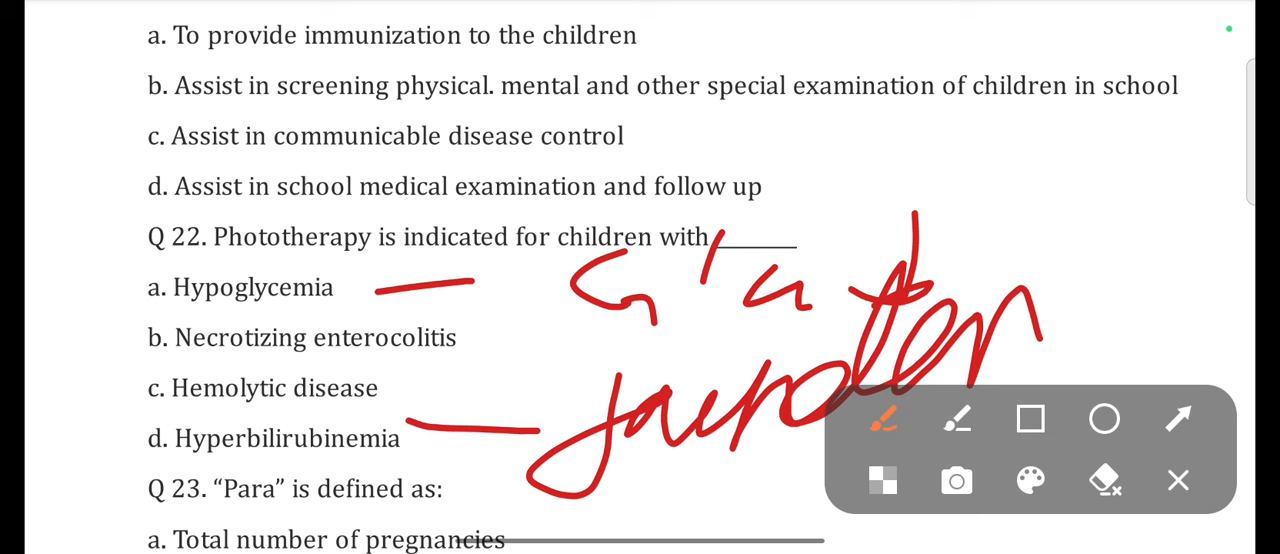 a. To provide immunization to the children
b. Assist in screening physical. mental and other special examination of children in school
c. Assist in communicable disease control
d. Assist in school medical examination and follow up
Q 22. Phototherapy is indicated for children with______
a. Hypoglycemia
b. Necrotizing enterocolitis
c. Hemolytic disease
d. Hyperbilirubinemia
Q 23. “Para” is defined as:
a. Total number of pregnancies